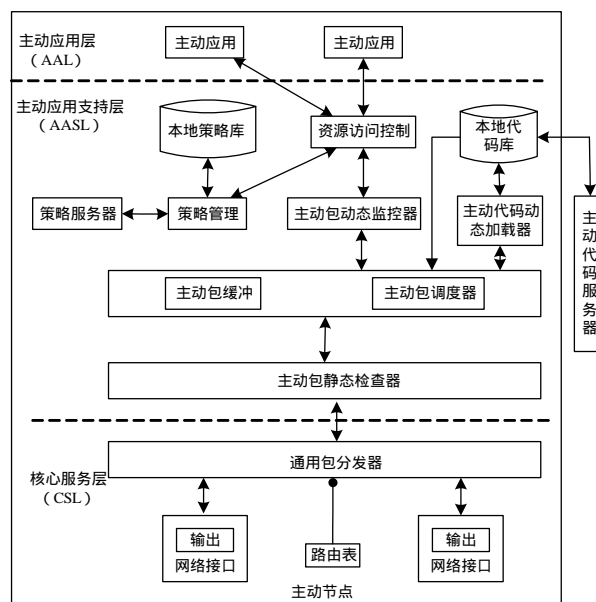 主动应用层
（AAL）
主动应用
主动应用
主动应用支持层
（AASL）
本地策略库
资源访问控制
本地代
码库
策略服务器
策略管理
主动包动态监控器
主动代码动
态加载器
主
动
代
码
服
务
器
主动包缓冲
主动包调度器
主动包静态检查器
核心服务层
（CSL）
通用包分发器
输出
网络接口
路由表
输出
网络接口
主动节点